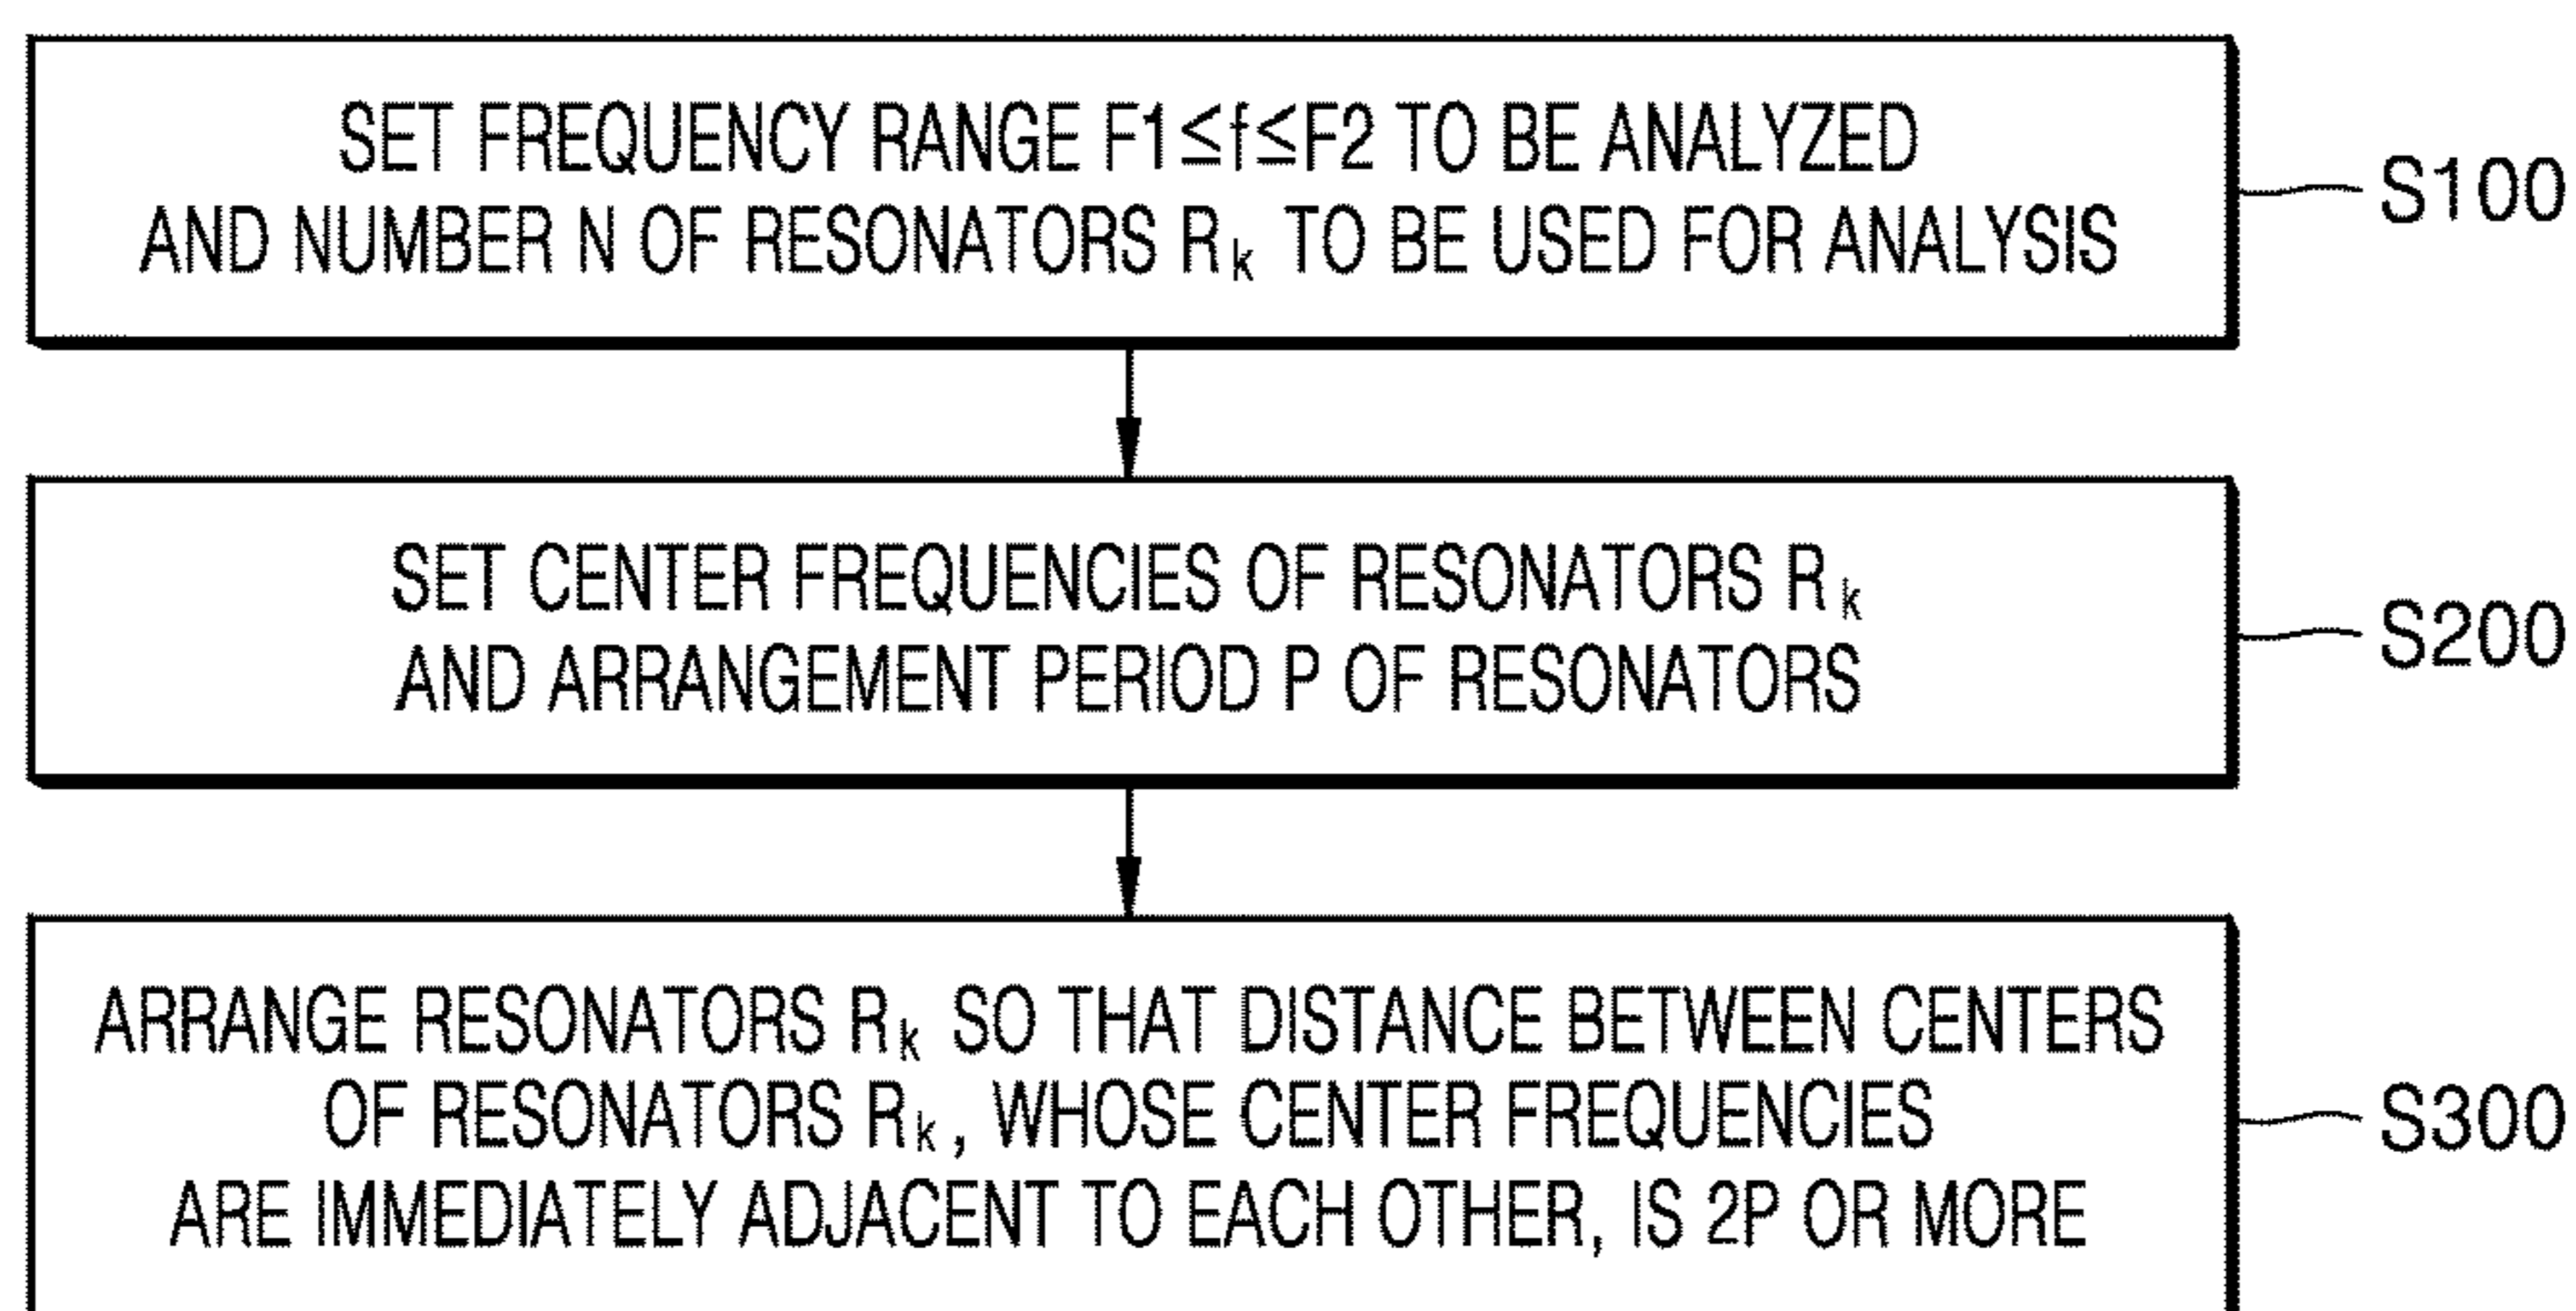 SET FREQUENCY RANGE F1≤f≤F2 TO BE ANALYZED
AND NUMBER N OF RESONATORS Rk TO BE USED FOR ANALYSIS
S100
SET CENTER FREQUENCIES OF RESONATORS Rk
AND ARRANGEMENT PERIOD P OF RESONATORS
S200
ARRANGE RESONATORS Rk SO THAT DISTANCE BETWEEN CENTERS
OF RESONATORS Rk, WHOSE CENTER FREQUENCIES
ARE IMMEDIATELY ADJACENT TO EACH OTHER, IS 2P OR MORE
S300